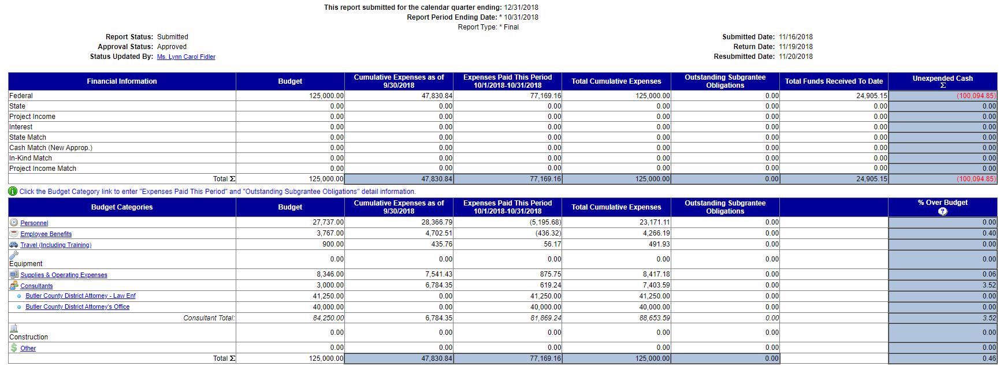 This report submitted for the calendar quarter ending: 12/31/2018
Report Period Ending Date: * 10/31/2018
Report Type: * Final
Report Status: Submitted Submitted Date: 11/16/2018
Approval Status: Approved Return Date: 11/19/2018
Status Updated By: Ms. Lynn Carol Fidler Resubmitted Date: 11/20/2018
Financial Information Budget Cumulative Expenses as of 9/30/2018 Expenses Paid This Period 10/1/2018-10/31/2018 Total Cumulative Expenses Outstanding Subgrantee Obligations Total Funds Received To Date Unexpended Cash Σ
Federal 125,000.00 47,830.84 77,169.16 125,000.00 0.00 24,905.15 (100,094.85)
State 0.00 0.00 0.00 0.00 0.00 0.00 0.00
Project Income 0.00 0.00 0.00 0.00 0.00 0.00 0.00
Interest 0.00 0.00 0.00 0.00 0.00 0.00 0.00
State Match 0.00 0.00 0.00 0.00 0.00 0.00 0.00
Cash Match (New Approp.) 0.00 0.00 0.00 0.00 0.00 0.00 0.00
In-Kind Match 0.00 0.00 0.00 0.00 0.00 0.00 0.00
Project Income Match 0.00 0.00 0.00 0.00 0.00 0.00 0.00
Total Σ 125,000.00 47,830.84 77,169.16 125,000.00 0.00 24,905.15 (100,094.85)
Click the Budget Category link to enter "Expenses Paid This Period" and "Outstanding Subgrantee Obligations" detail information.
Budget Categories Budget Cumulative Expenses as of 9/30/2018 Expenses Paid This Period 10/1/2018-10/31/2018 Total Cumulative Expenses Outstanding Subgrantee Obligations % Over Budget ?
Personnel 27,737.00 28,366.79 (5,195.68) 23,171.11 0.00 0.00
Employee Benefits 3,767.00 4,702.51 (436.32) 4,266.19 0.00 0.40
Travel (Including Training) 900.00 435.76 56.17 491.93 0.00 0.00
Equipment 0.00 0.00 0.00 0.00 0.00 0.00
Supplies & Operating Expenses 8,346.00 7,541.43 875.75 8,417.18 0.00 0.06
Consultants 3,000.00 6,784.35 619.24 7,403.59 0.00 3.52
Butler County District Attorney - Law Enf 41,250.00 0.00 41,250.00 41,250.00 0.00 0.00
Butler County District Attorney's Office 40,000.00 0.00 40,000.00 40,000.00 0.00 0.00
Consultant Total: 84,250.00 6,784.35 81,869.24 88,653.59 0.00 3.52
Construction 0.00 0.00 0.00 0.00 0.00 0.00
Other 0.00 0.00 0.00 0.00 0.00 0.00
Total Σ 125,000.00 47,830.84 77,169.16 125,000.00 0.00 0.46